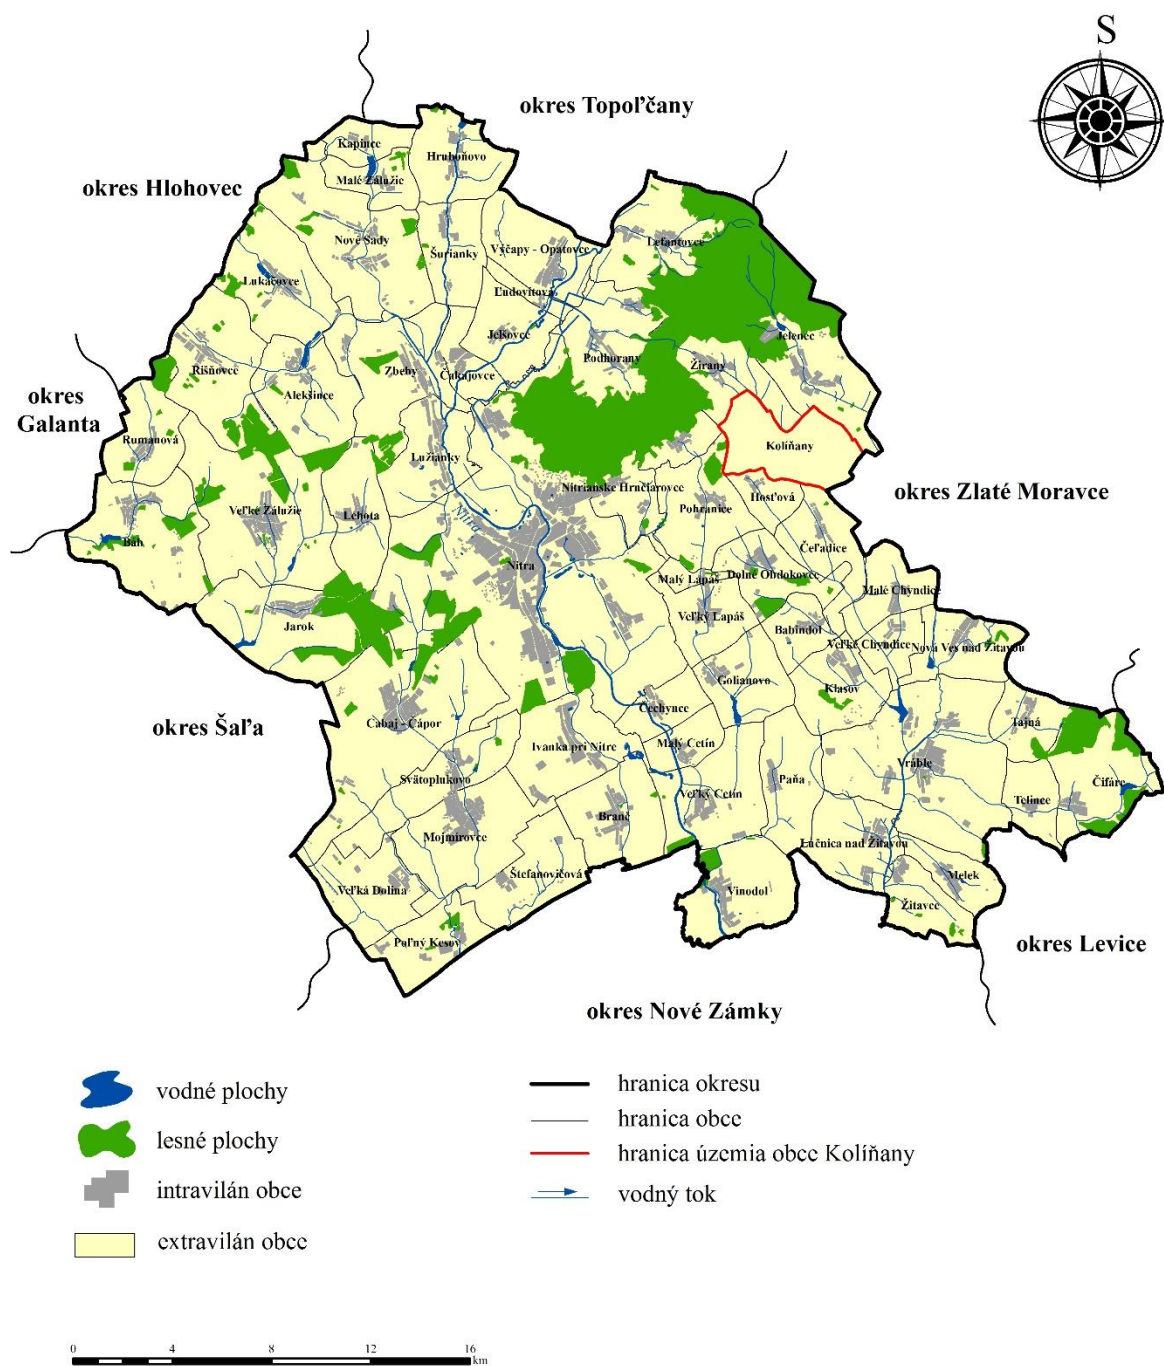 S
okres Topoľčany
Kapince
Hruboňovo
Malé Zálužie
okres Hlohovec
Nové Sady
Šurianky
Výčapy - Opatovce
Lefantovce
Lukáčovce
Ľudovítová
Jelšovce
Jelenec
Rišňovce
Zbehy
Čakajovce
Podhorany
Žirany
Alekšince
okres
Galanta
Rumanová
Kolíňany
Lužianky
Nitrianske Hrnčiarovce
okres Zlaté Moravce
Hosťová
Veľké Zálužie
Lehota
Pohranice
Nitra
Báb
Čeľadice
Nitra
Malý Lapáš
Dolné Obdokovce
Malé Chyndice
Jarok
Veľký Lapáš
Babindol
Veľké Chyndice
Nová Ves nad Žitavou
Golianovo
Klasov
okres Šaľa
Cabaj - Čápor
Čechynce
Tajná
Ivanka pri Nitre
Malý Cetín
Vráble
Svätoplukovo
Paňa
Čifáre
Veľký Cetín
Telince
Mojmírovce
Branč
Lúčnica nad Žitavou
Štefanovičová
Melek
Veľká Dolina
Vinodol
Žitavce
Poľný Kesov
okres Levice
okres Nové Zámky
vodné plochy
hranica okresu
hranica obce
lesné plochy
hranica územia obce Kolíňany
intravilán obce
vodný tok
extravilán obce
0 4 8 12 16
km